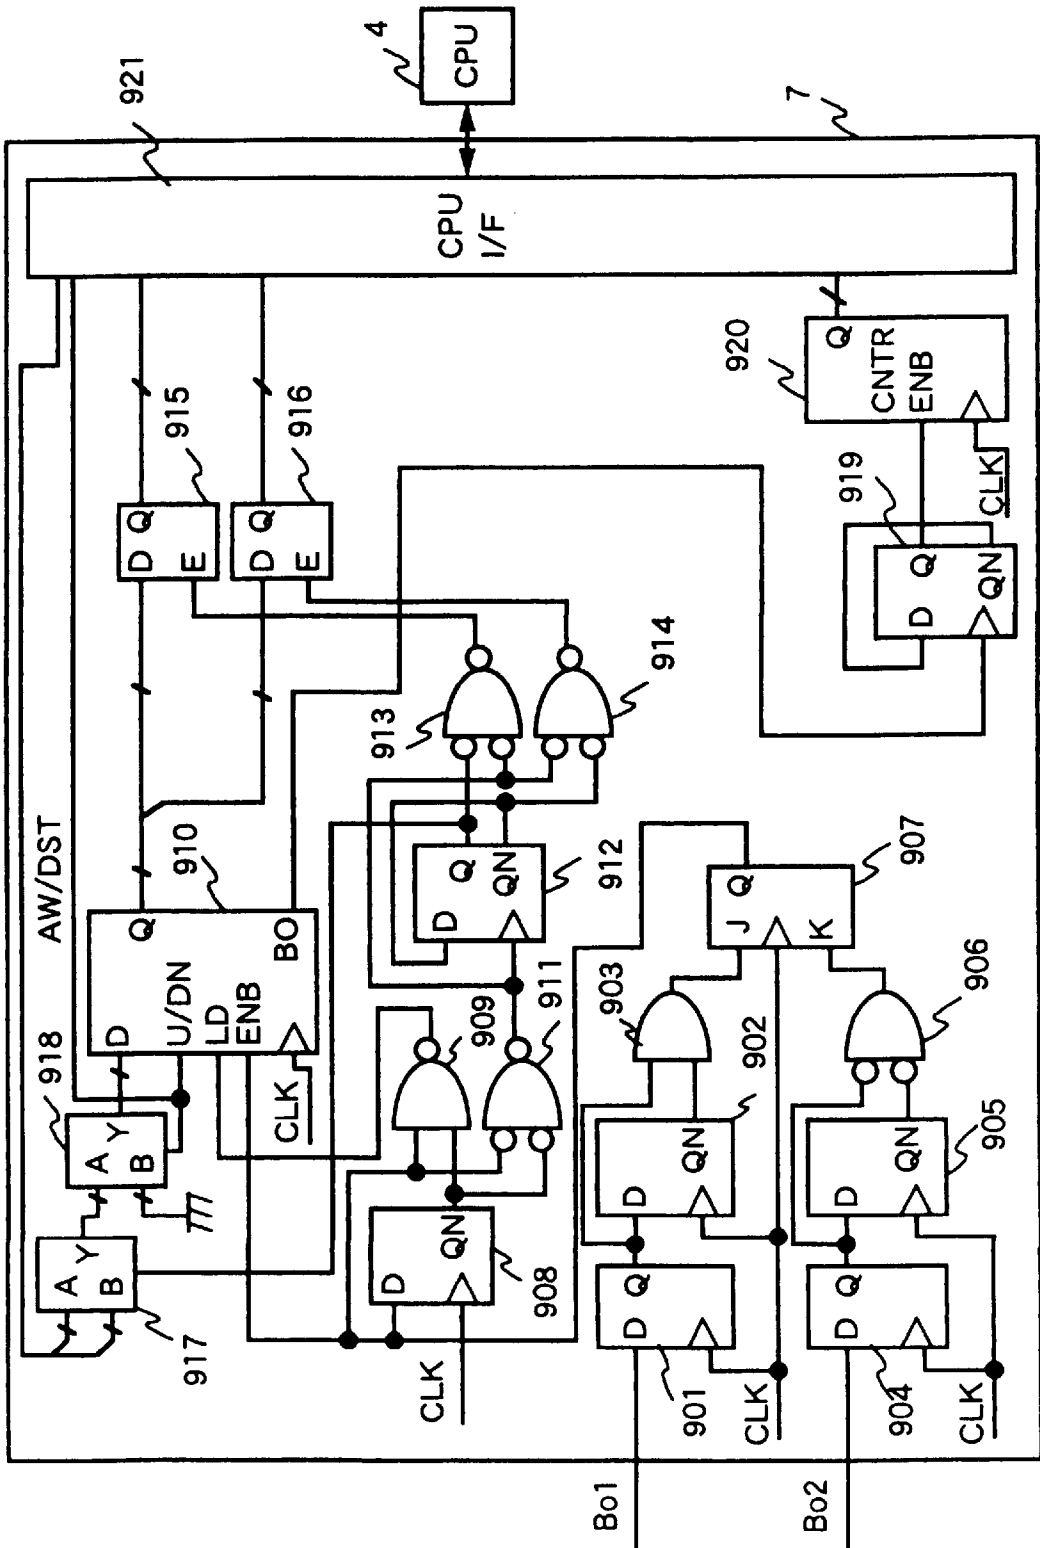 4
CPU
921
7
CPU
I/F
AW/DST
918
A
B
Y
917
A
B
Y
910
D
U/DN
LD
ENB
Q
BO
CLK
915
D
Q
E
916
D
Q
E
913
914
912
D
Q
QN
909
911
908
D
QN
CLK
920
Q
CNTR
ENB
CLK
919
D
Q
QN
907
J
K
Q
903
906
902
D
QN
905
D
QN
901
D
Q
CLK
904
D
Q
CLK
Bo1
Bo2